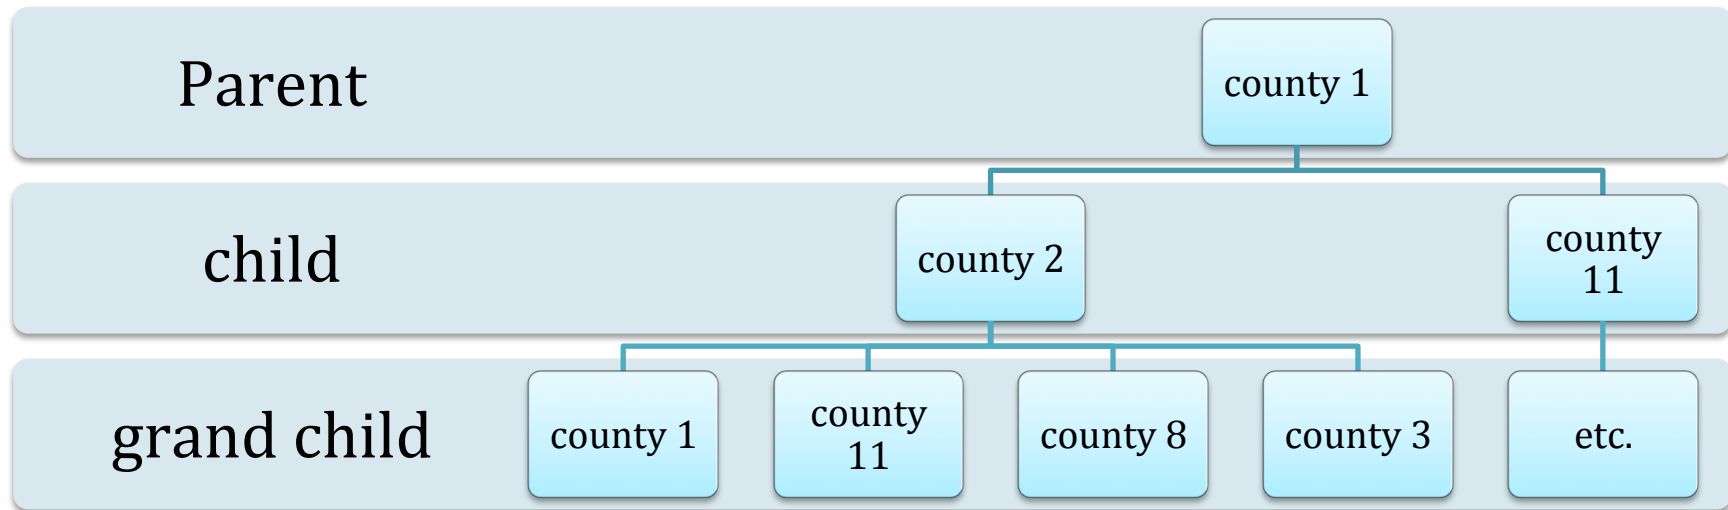 Parent
county 1
child
county 2
county
11
grand child
county 1
county
11
county 8
county 3
etc.